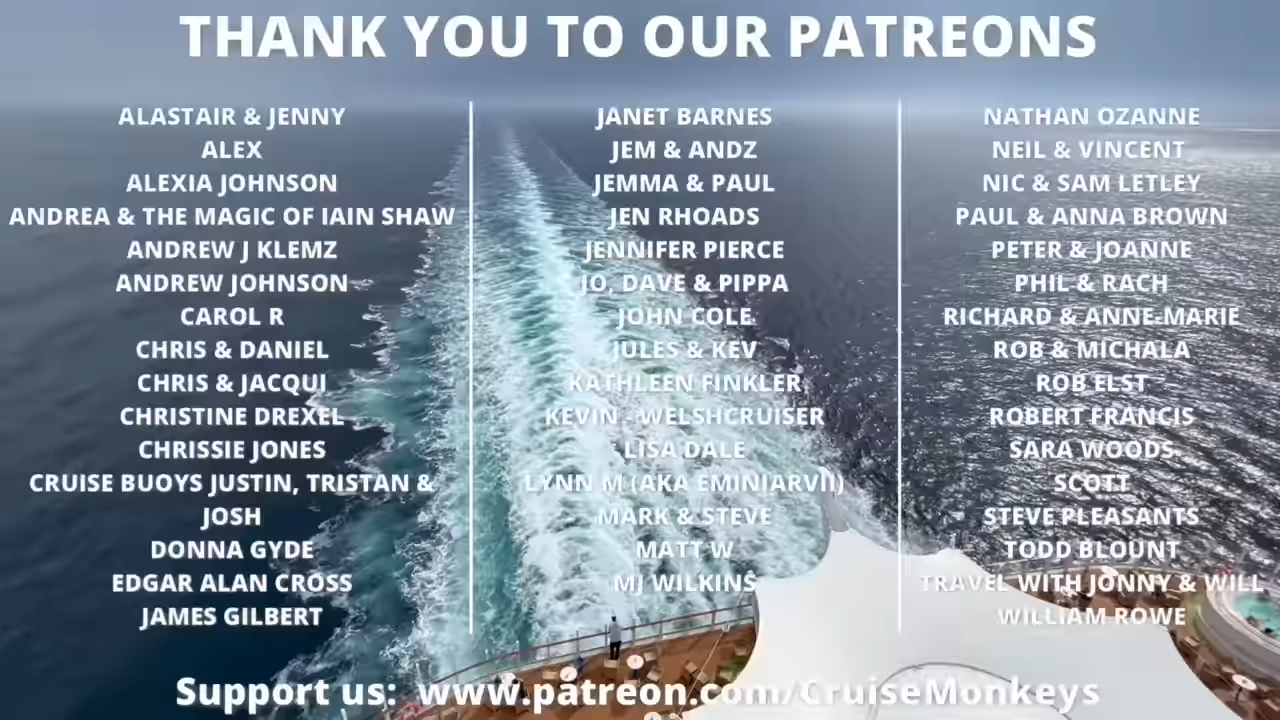 THANK YOU TO OUR PATREONS
ALASTAIR & JENNY
ALEX
ALEXIA JOHNSON
ANDREA & THE MAGIC OF IAIN SHAW
ANDREW J KLEMZ
ANDREW JOHNSON
CAROL R
CHRIS & DANIEL
CHRIS & JACQUI
CHRISTINE DREXEL
CHRISSIE JONES
CRUISE BUOYS JUSTIN, TRISTAN &
JOSH
DONNA GYDE
EDGAR ALAN CROSS
JAMES GILBERT
JANET BARNES
JEM & ANDZ
JEMMA & PAUL
JEN RHOADS
JENNIFER PIERCE
JO, DAVE & PIPPA
JOHN COLE
JULES & KEV
KATHLEEN FINKLER
KEVIN - WELSHCRUISER
LISA DALE
LYNN M (AKA EMINIARVII)
MARK & STEVE
MATT W
MJ WILKINS
NATHAN OZANNE
NEIL & VINCENT
NIC & SAM LETLEY
PAUL & ANNA BROWN
PETER & JOANNE
PHIL & RACH
RICHARD & ANNE-MARIE
ROB & MICHALA
ROB ELST
ROBERT FRANCIS
SARA WOODS
SCOTT
STEVE PLEASANTS
TODD BLOUNT
TRAVEL WITH JONNY & WILL
WILLIAM ROWE
Support us: www.patreon.com/CruiseMonkeys